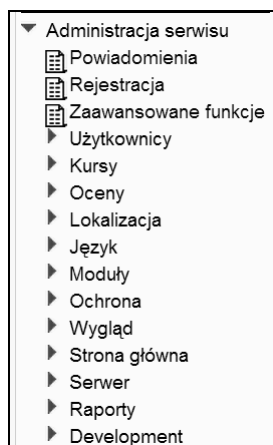 Administracja serwisu
Powiadomienia
Rejestracja
Zaawansowane funkcje
Użytkownicy
Kursy
Oceny
Lokalizacja
Język
Moduły
Ochrona
Wygląd
Strona główna
Serwer
Raporty
Development